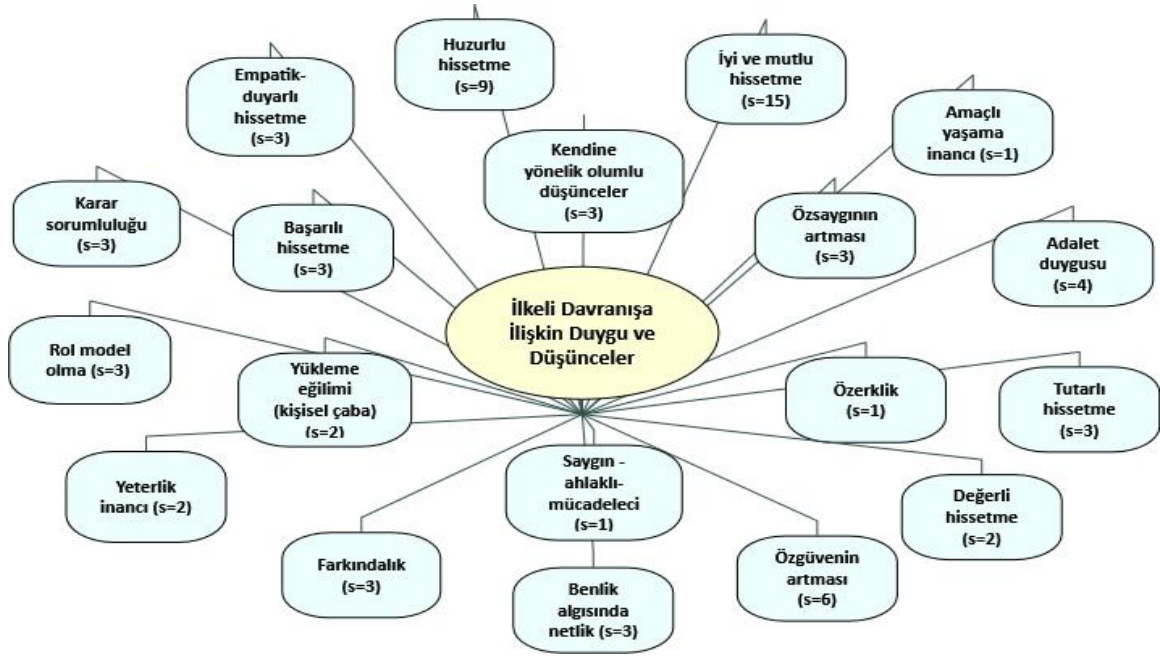 Huzurlu
hissetme
(s=9)
İyi ve mutlu
hissetme
(s=15)
Empatik-
duyarlı
hissetme
(s=3)
Amaçlı
yaşama
inancı (s=1)
Kendine
yönelik olumlu
düşünceler
(s=3)
Karar
sorumluluğu
(s=3)
Başarılı
hissetme
(s=3)
Özsaygının
artması
(s=3)
Adalet
duygusu
(s=4)
İlkeli Davranışa
İlişkin Duygu ve
Düşünceler
Rol model
olma (s=3)
Yükleme
eğilimi
(kişisel çaba)
(s=2)
Özerklik
(s=1)
Tutarlı
hissetme
(s=3)
Yeterlik
inancı (s=2)
Saygın -
ahlaklı-
mücadeleci
(s=1)
Değerli
hissetme
(s=2)
Farkındalık
(s=3)
Özgüvenin
artması
(s=6)
Benlik
algısında
netlik (s=3)